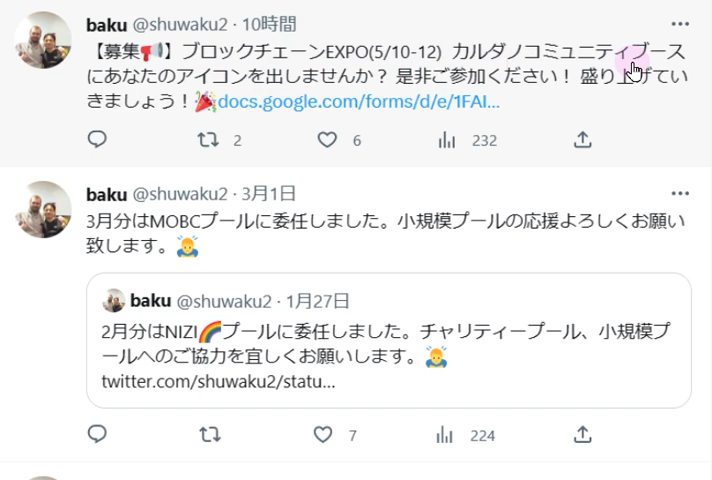 baku @shuwaku2 · 10時間
【募集📢】ブロックチェーンEXPO(5/10-12) カルダノコミュニティブース
にあなたのアイコンを出しませんか？ 是非ご参加ください！ 盛り上げてい
きましょう！🎉docs.google.com/forms/d/e/1FAI...
2 6 232
baku @shuwaku2 · 3月1日
3月分はMOBCプールに委任しました。小規模プールの応援よろしくお願い
致します。🙇
baku @shuwaku2 · 1月27日
2月分はNIZI🌈プールに委任しました。チャリティープール、小規模プ
ールへのご協力を宜しくお願いします。🙇
twitter.com/shuwaku2/statu...
7 224